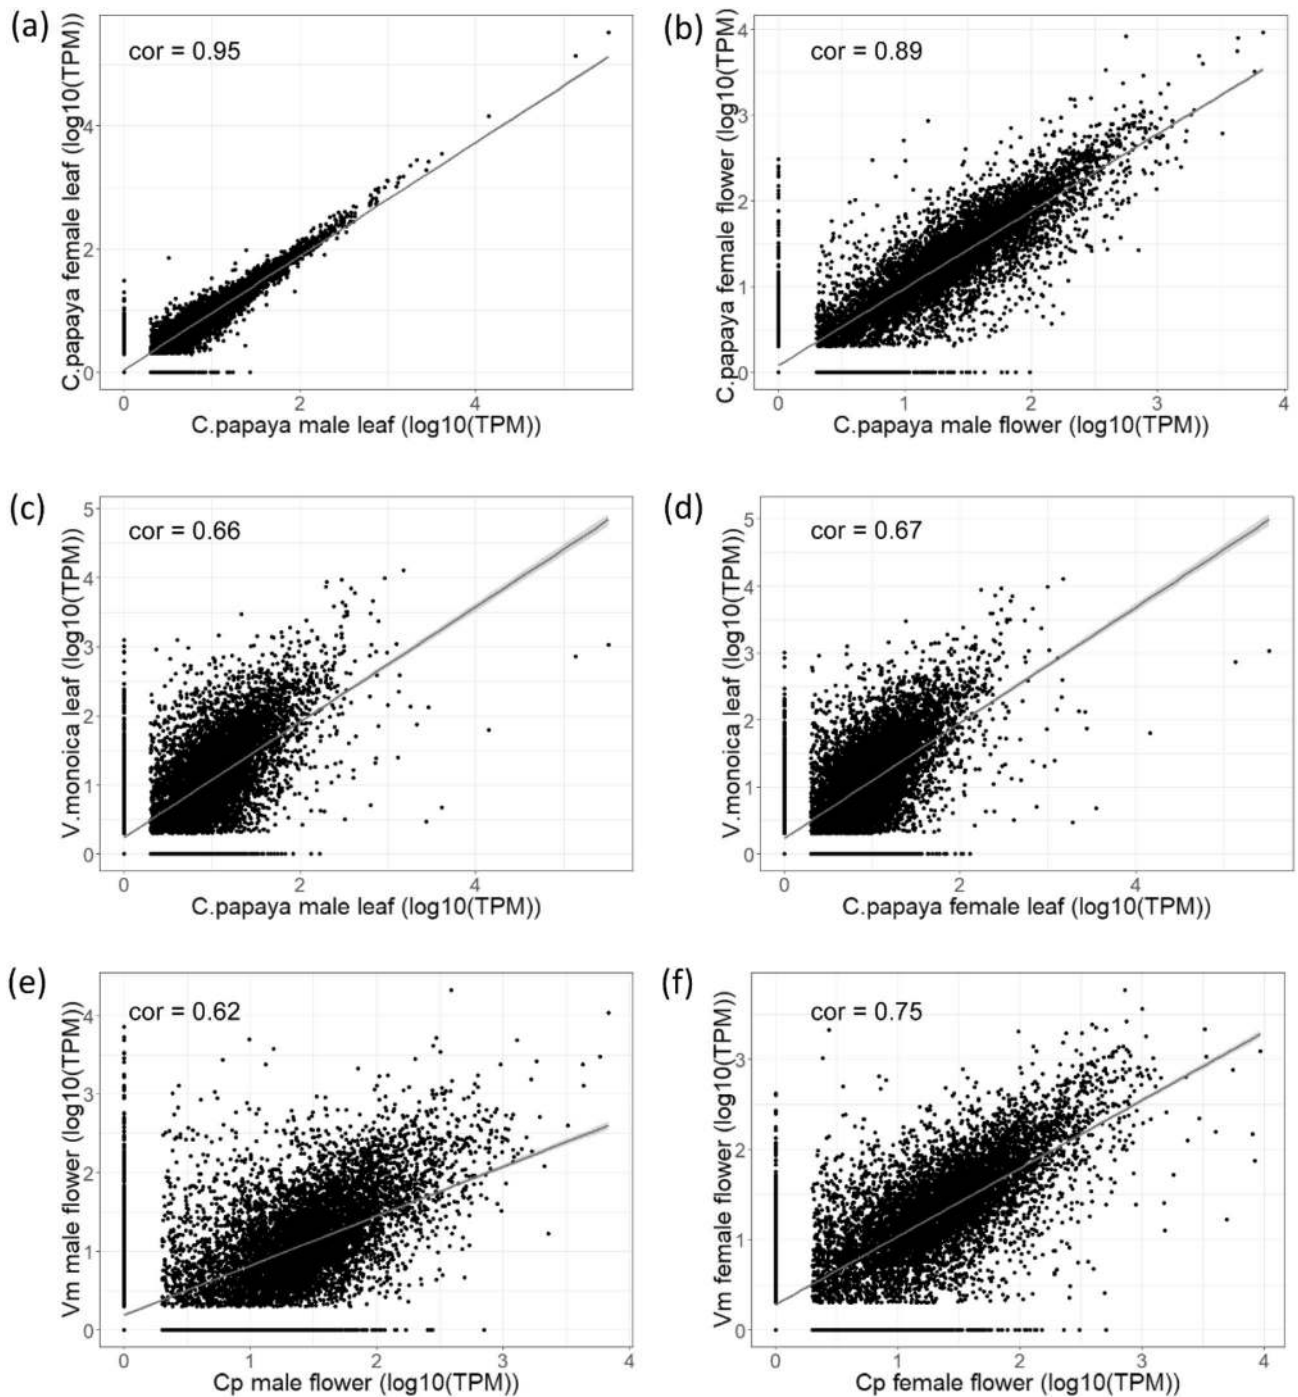 (a)
cor = 0.95
C.papaya female leaf (log10(TPM))
4
2
0
0 2 4
C.papaya male leaf (log10(TPM))
(b)
cor = 0.89
C.papaya female flower (log10(TPM)
4
3
2
1
0
0 1 2 3 4
C.papaya male flower (log10(TPM))
(c)
cor = 0.66
V.monoica leaf (log10(TPM))
5
4
3
2
1
0
0 2 4
C.papaya male leaf (log10(TPM))
(d)
cor = 0.67
V.monoica leaf (log10(TPM))
5
4
3
2
1
0
0 2 4
C.papaya female leaf (log10(TPM))
(e)
cor = 0.62
Vm male flower (log10(TPM))
4
3
2
1
0
0 1 2 3 4
Cp male flower (log10(TPM))
(f)
cor = 0.75
Vm female flower (log10(TPM))
3
2
1
0
0 1 2 3 4
Cp female flower (log10(TPM))